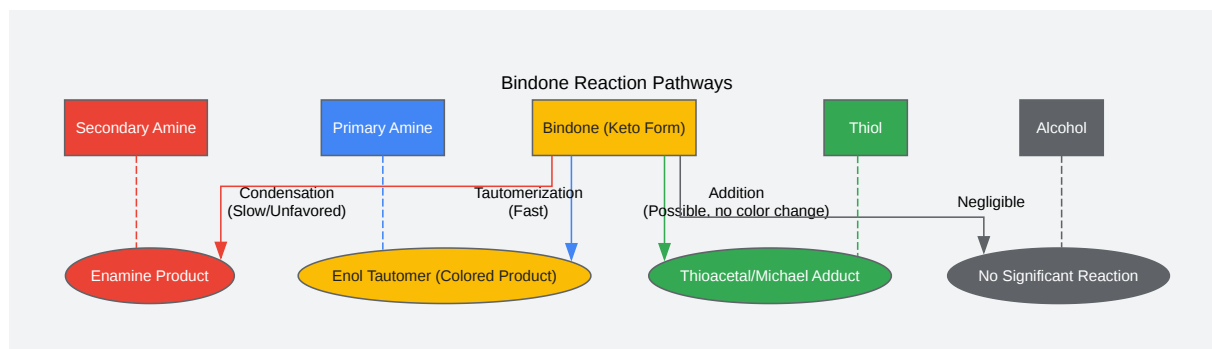 Bindone Reaction Pathways
Secondary Amine
Primary Amine
Bindone (Keto Form)
Thiol
Alcohol
Condensation
(Slow/Unfavored)
Tautomerization
(Fast)
Addition
(Possible, no color change)
Negligible
Enamine Product
Enol Tautomer (Colored Product)
Thioacetal/Michael Adduct
No Significant Reaction